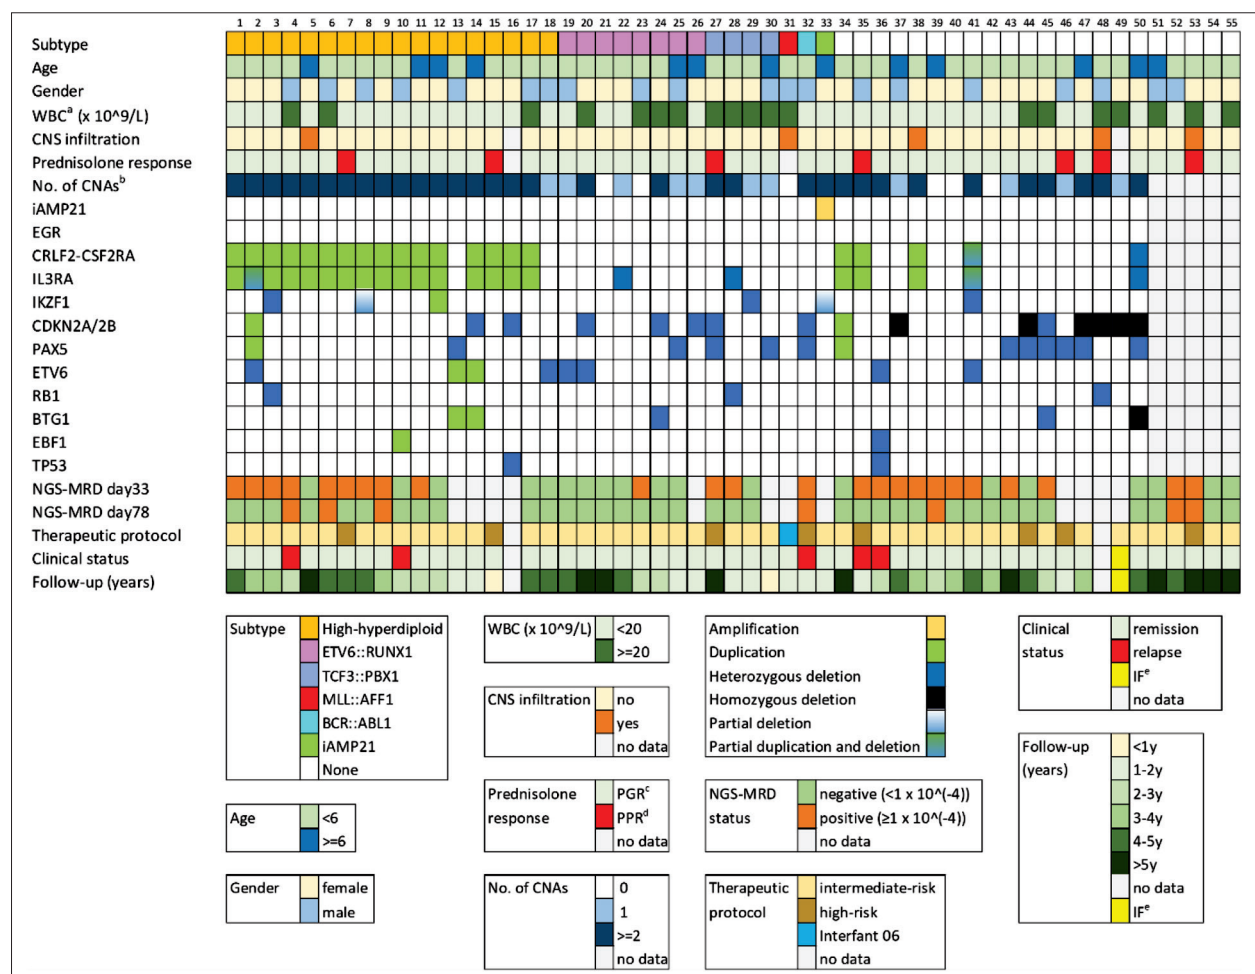 1 2 3 4 5 6 7 8 9 10 11 12 13 14 15 16 17 18 19 20 21 22 23 24 25 26 27 28 29 30 31 32 33 34 35 36 37 38 39 40 41 42 43 44 45 46 47 48 49 50 51 52 53 54 55
Subtype
Age
Gender
WBCᵃ (x 10^9/L)
CNS infiltration
Prednisolone response
No. of CNAsᵇ
iAMP21
EGR
CRLF2-CSF2RA
IL3RA
IKZF1
CDKN2A/2B
PAX5
ETV6
RB1
BTG1
EBF1
TP53
NGS-MRD day33
NGS-MRD day78
Therapeutic protocol
Clinical status
Follow-up (years)
Subtype
High-hyperdiploid
ETV6::RUNX1
TCF3::PBX1
MLL::AFF1
BCR::ABL1
iAMP21
None
Age
<6
>=6
Gender
female
male
WBC (x 10^9/L)
<20
>=20
CNS infiltration
no
yes
no data
Prednisolone
response
PGRᶜ
PPRᵈ
no data
No. of CNAs
0
1
>=2
no data
Amplification
Duplication
Heterozygous deletion
Homozygous deletion
Partial deletion
Partial duplication and deletion
NGS-MRD
status
negative (<1 x 10^(-4))
positive (≥1 x 10^(-4))
no data
Therapeutic
protocol
intermediate-risk
high-risk
Interfant 06
no data
Clinical
status
remission
relapse
IFᵉ
no data
Follow-up
(years)
<1y
1-2y
2-3y
3-4y
4-5y
>5y
no data
IFᵉ